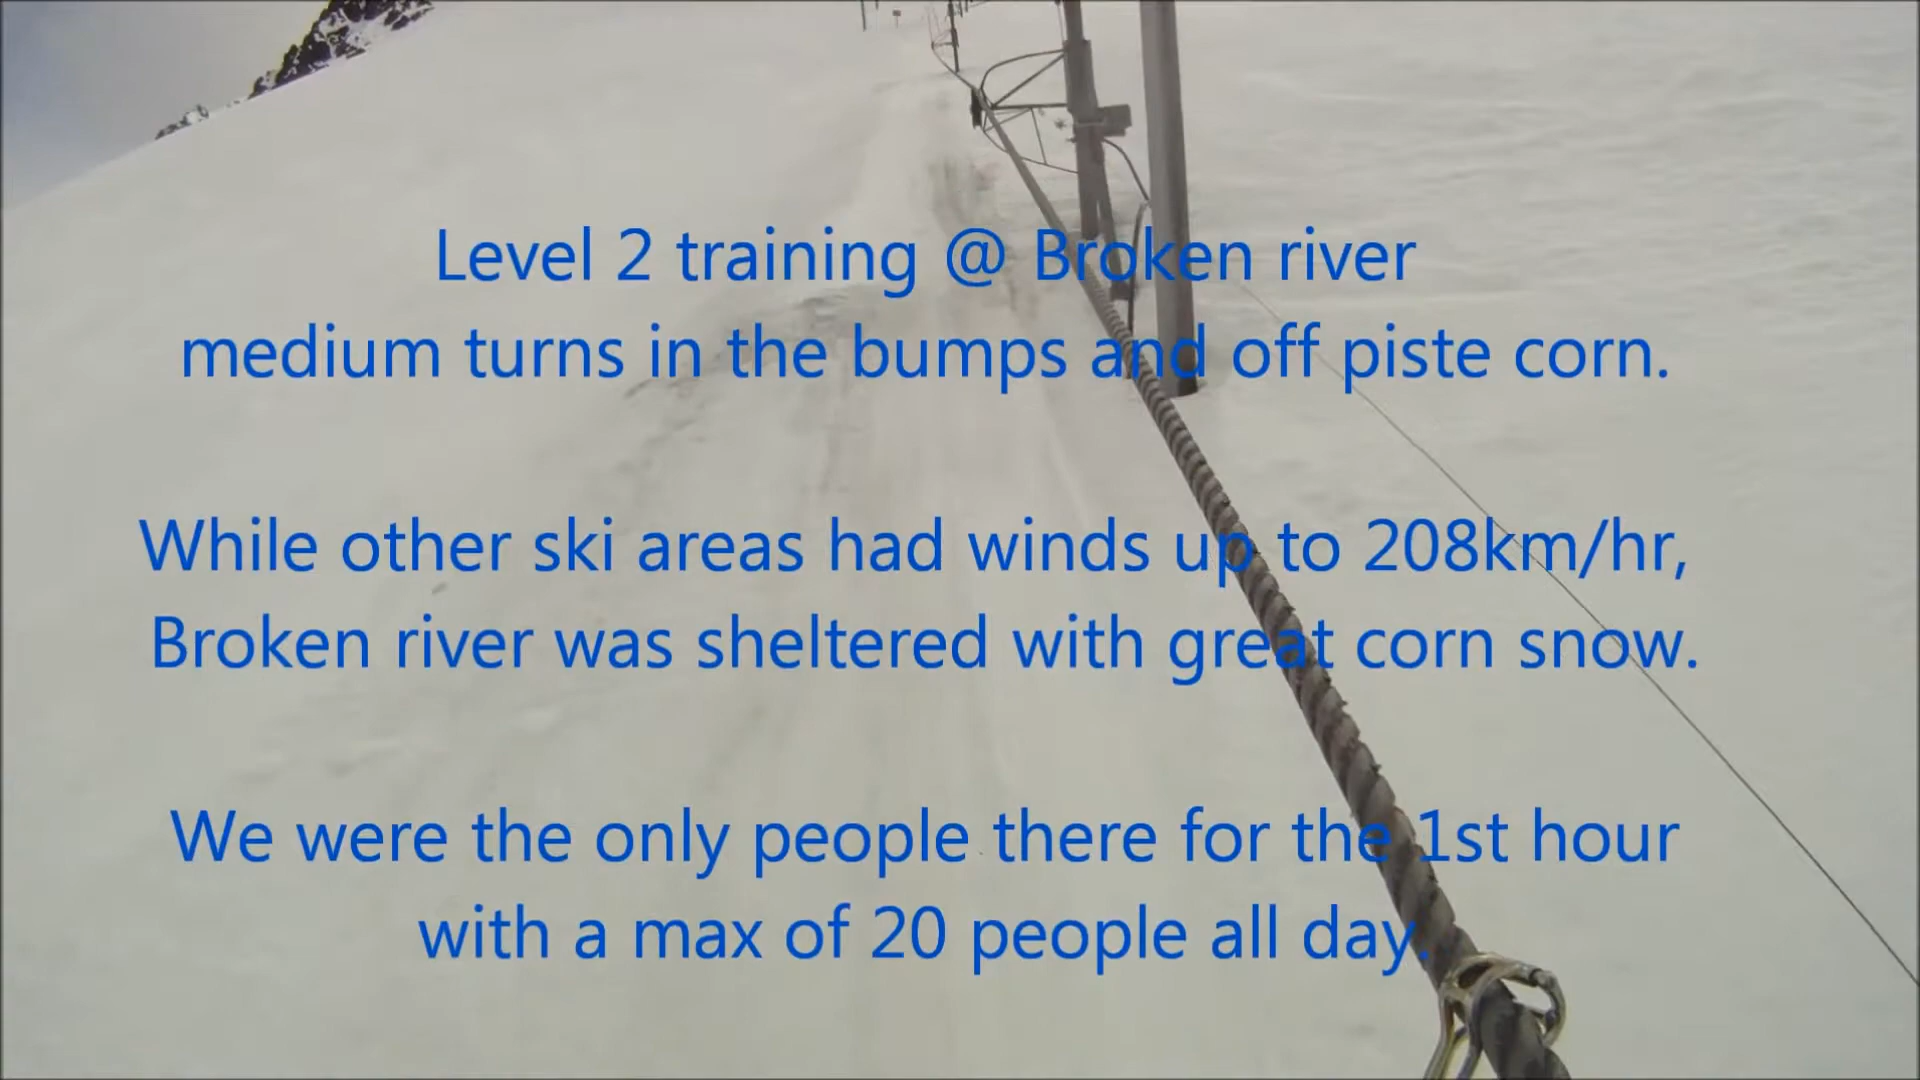 Level 2 training @ Broken river
medium turns in the bumps and off piste corn.
While other ski areas had winds up to 208km/hr,
Broken river was sheltered with great corn snow.
We were the only people there for the 1st hour
with a max of 20 people all day.